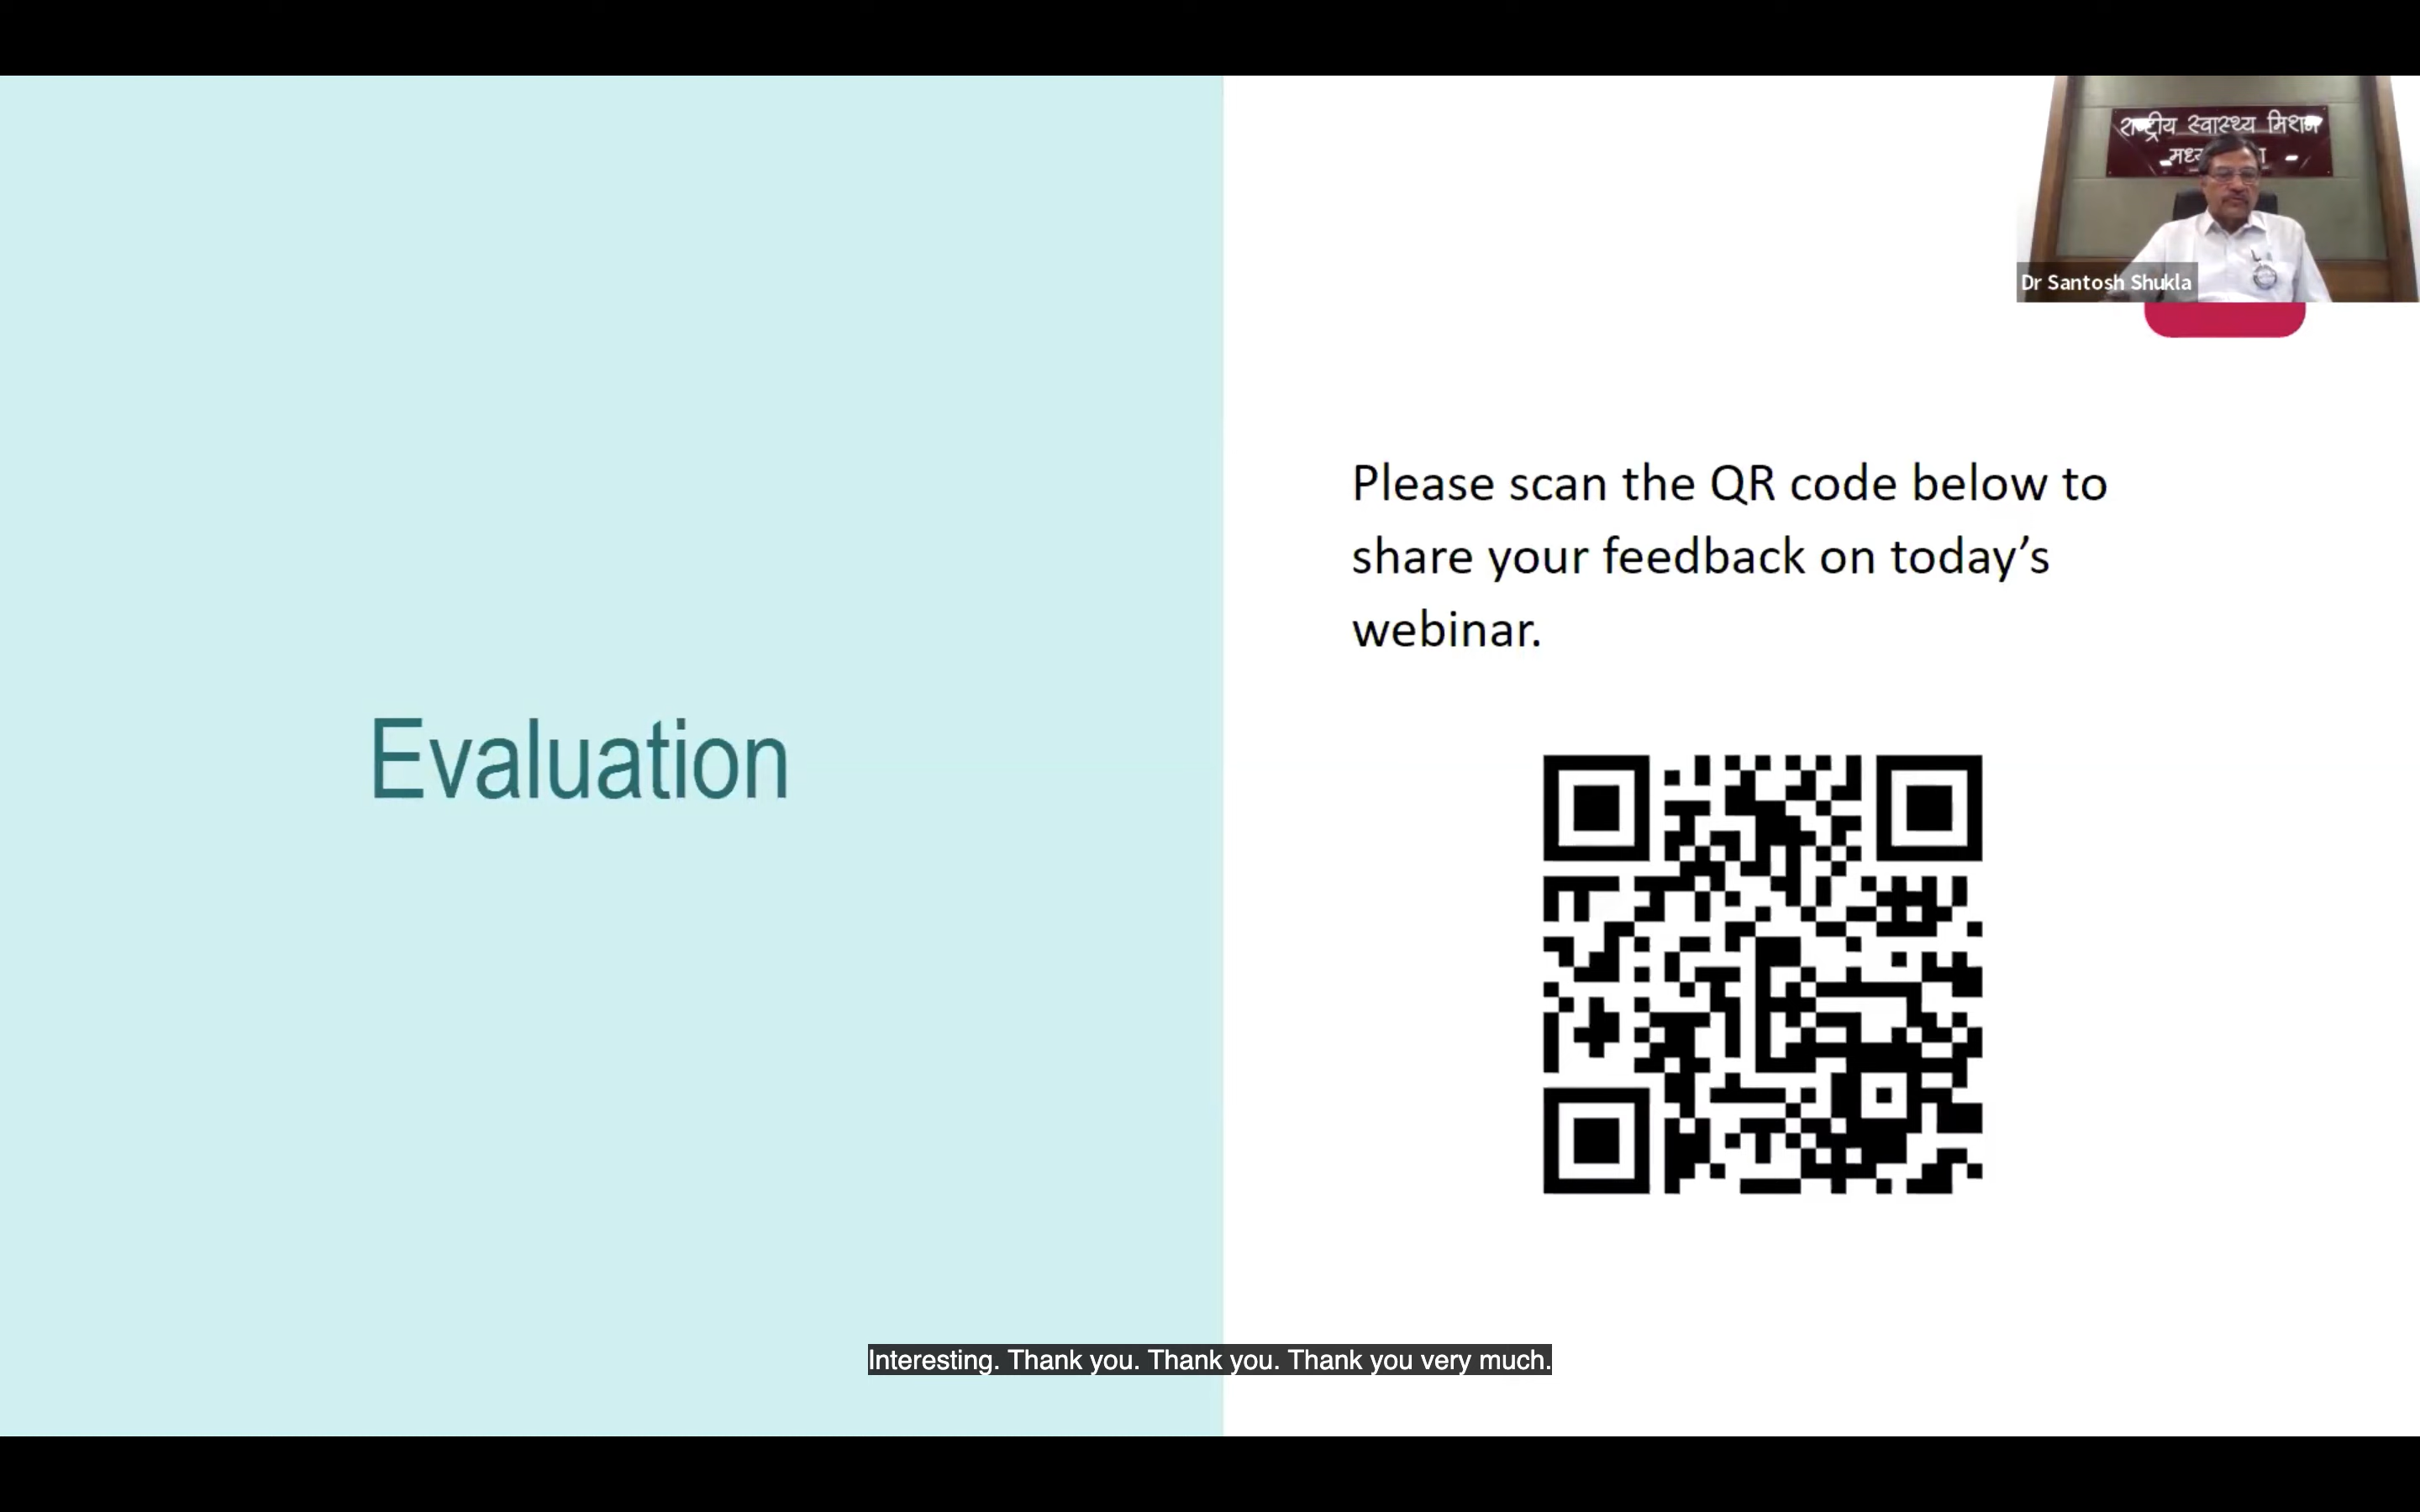 राष्ट्रीय स्वास्थ्य मिशन
Dr Santosh Shukla
Please scan the QR code below to
share your feedback on today’s
webinar.
Evaluation
Interesting. Thank you. Thank you. Thank you very much.